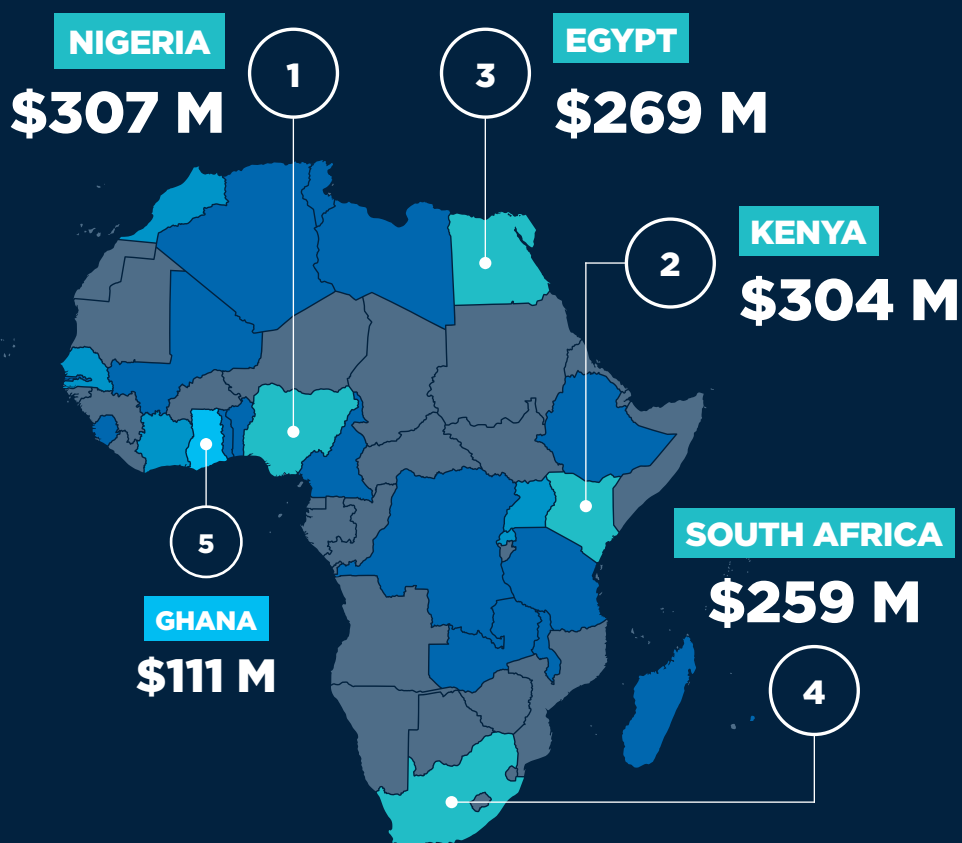 NIGERIA
$307 M
1
3
EGYPT
$269 M
2
KENYA
$304 M
5
GHANA
$111 M
SOUTH AFRICA
$259 M
4